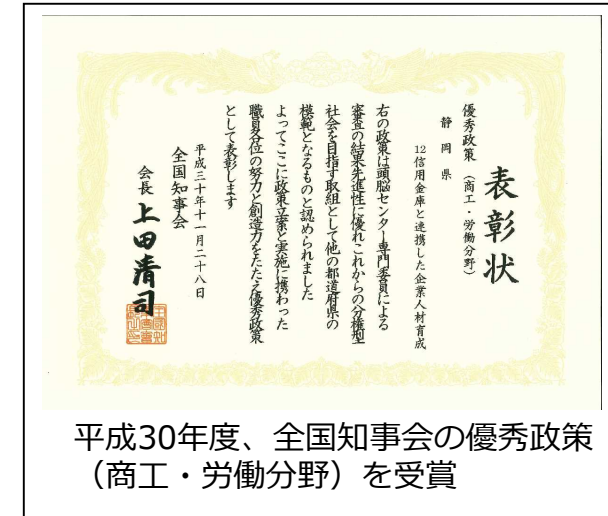 表彰状
優秀政策（商工・労働分野）
静岡県
12信用金庫と連携した企業人材育成
右の政策は頭脳センター専門委員による
審査の結果先進性に優れこれからの分権型
社会を目指す取組として他の都道府県の
模範となるものと認められました
よってここに政策立案と実施に携わった
職員各位の努力と創造力をたたえ優秀政策
として表彰します
平成三十年十一月二十八日
全国知事会
会長 上田清司
平成30年度、全国知事会の優秀政策
（商工・労働分野）を受賞